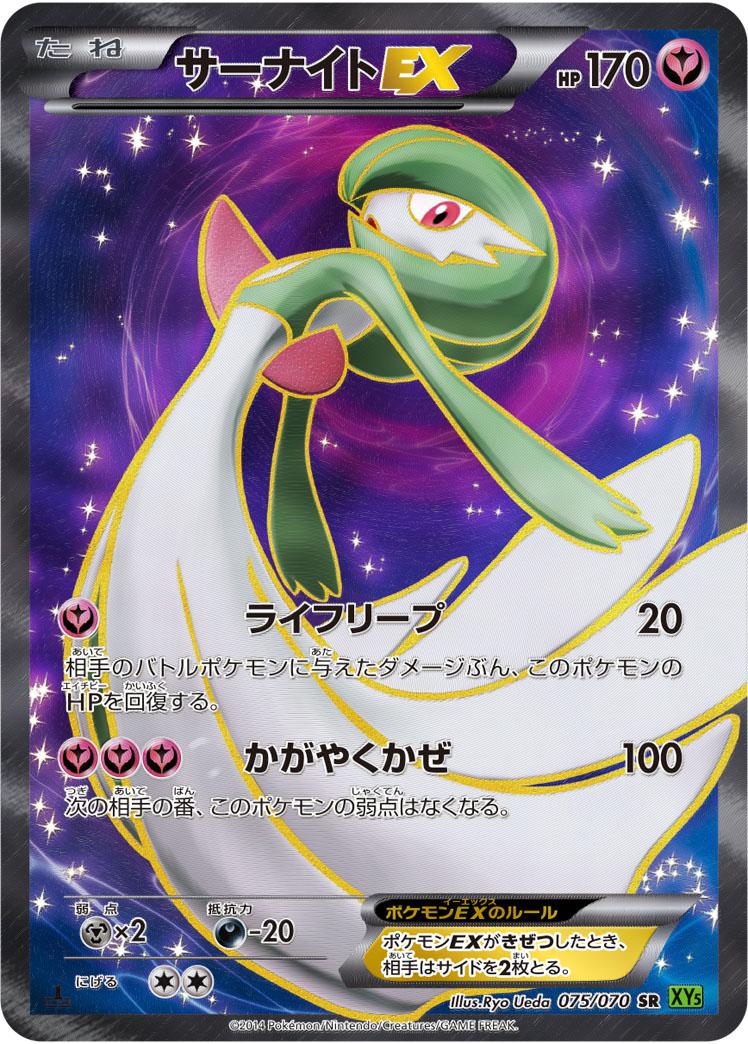 たね サーナイトEX HP170
ライフリープ 20
相手のバトルポケモンに与えたダメージぶん、このポケモンの
HPを回復する。
かがやくかぜ 100
次の相手の番、このポケモンの弱点はなくなる。
弱点 抵抗力
×2 -20
にげる
ポケモンEXのルール
ポケモンEXがきぜつしたとき、
相手はサイドを2枚とる。
Illus.Ryo Ueda 075/070 SR XY5
©2014 Pokémon/Nintendo/Creatures/GAME FREAK.